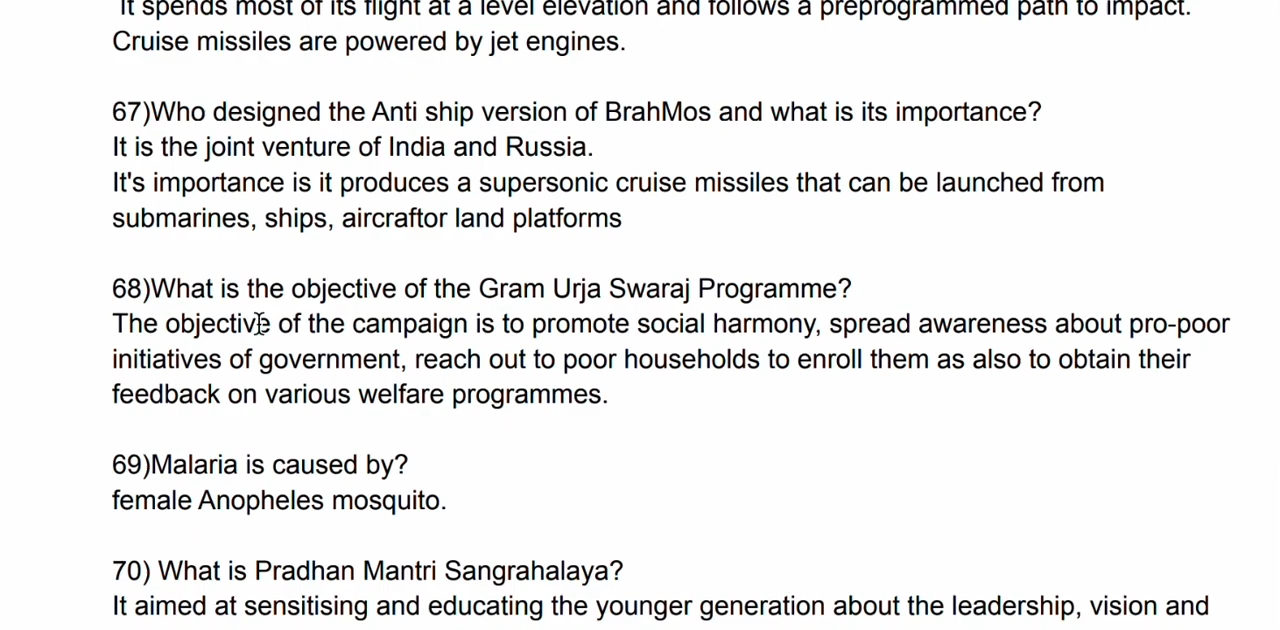 It spends most of its flight at a level elevation and follows a preprogrammed path to impact.
Cruise missiles are powered by jet engines.
67)Who designed the Anti ship version of BrahMos and what is its importance?
It is the joint venture of India and Russia.
It's importance is it produces a supersonic cruise missiles that can be launched from
submarines, ships, aircraftor land platforms
68)What is the objective of the Gram Urja Swaraj Programme?
The objective of the campaign is to promote social harmony, spread awareness about pro-poor
initiatives of government, reach out to poor households to enroll them as also to obtain their
feedback on various welfare programmes.
69)Malaria is caused by?
female Anopheles mosquito.
70) What is Pradhan Mantri Sangrahalaya?
It aimed at sensitising and educating the younger generation about the leadership, vision and